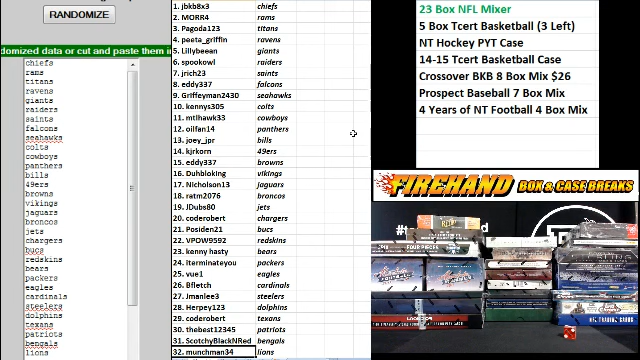 RANDOMIZE
domized data or cut and paste them i
chiefs
rams
titans
ravens
giants
raiders
saints
falcons
seahawks
colts
cowboys
panthers
bills
49ers
browns
vikings
jaguars
broncos
jets
chargers
bucs
redskins
bears
packers
eagles
cardinals
steelers
dolphins
texans
patriots
bengals
lions
1. jbkb8x3 chiefs
2. MORR4 rams
3. Pagoda123 titans
4. peeta_griffin ravens
5. Lillybeean giants
6. spookowl raiders
7. jrich23 saints
8. eddy337 falcons
9. Griffeyman2430 seahawks
10. kennys305 colts
11. mtlhawk33 cowboys
12. oilfan14 panthers
13. joey_jpr bills
14. kjrkorn 49ers
15. eddy337 browns
16. Duhbloking vikings
17. Nicholson13 jaguars
18. ratm2076 broncos
19. JDubs80 jets
20. coderobert chargers
21. Posiden21 bucs
22. VPOW9592 redskins
23. kenny hasty bears
24. Iterminateyou packers
25. vue1 eagles
26. Bfletch cardinals
27. Jmanlee3 steelers
28. Herpey123 dolphins
29. coderobert texans
30. thebest12345 patriots
31. ScotchyBlackNRed bengals
32. munchman34 lions
23 Box NFL Mixer
5 Box Tcert Basketball (3 Left)
NT Hockey PYT Case
14-15 Tcert Basketball Case
Crossover BKB 8 Box Mix $26
Prospect Baseball 7 Box Mix
4 Years of NT Football 4 Box Mix
FIREHAND BOX & CASE BREAKS
FOUR PIECES